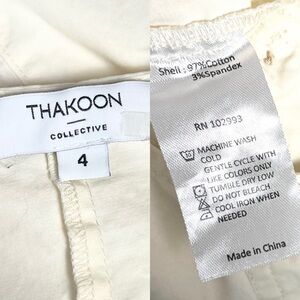 THAKOON
COLLECTIVE
4
Shell : 97%Cotton
3%Spandex
RN 102993
MACHINE WASH
COLD
GENTLE CYCLE WITH
LIKE COLORS ONLY
TUMBLE DRY LOW
DO NOT BLEACH
COOL IRON WHEN
NEEDED
Made in China